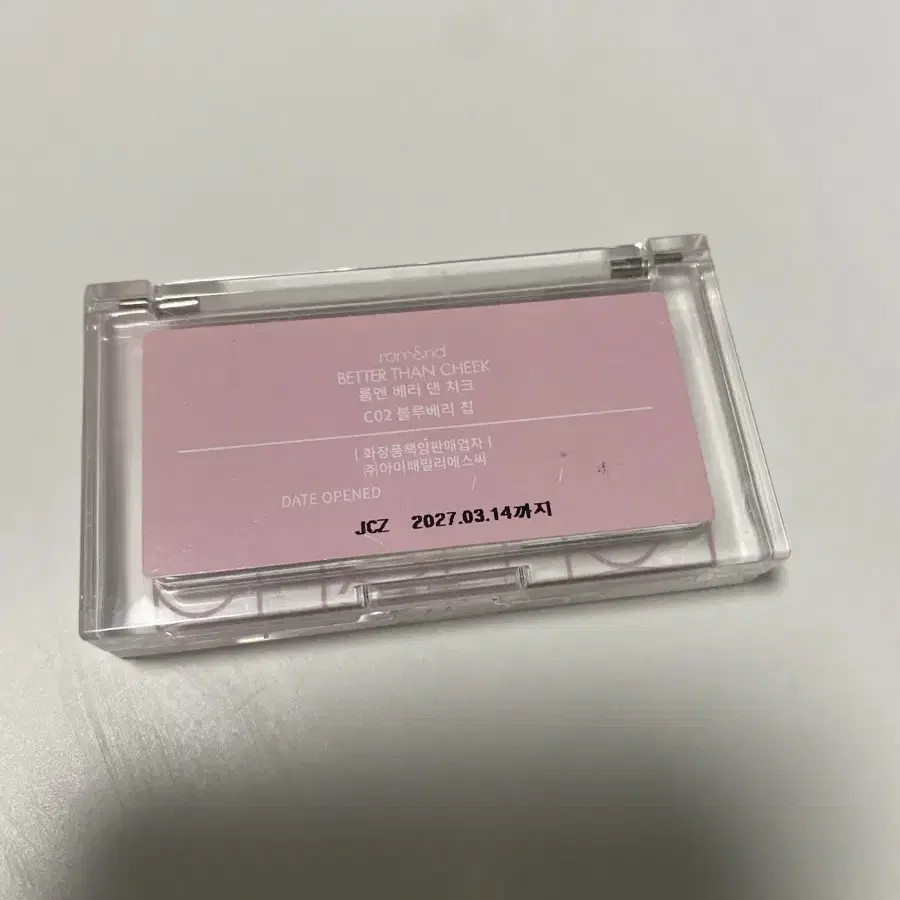 rom&nd
BETTER THAN CHEEK
롬앤 베러 댄 치크
C02 블루베리 칩
| 화장품책임판매업자 |
㈜아이패밀리에스씨
DATE OPENED / /
JCZ 2027.03.14까지